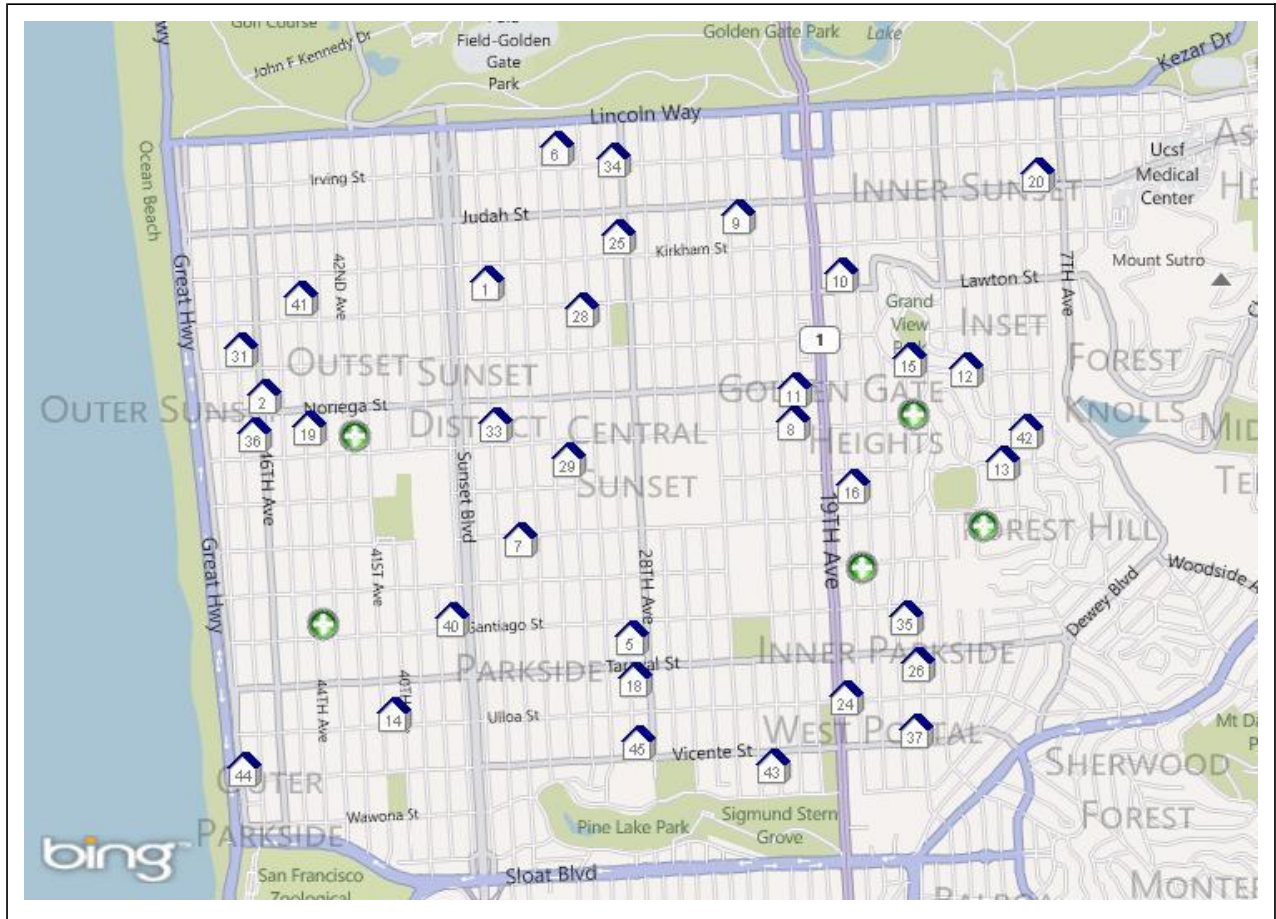 Golf Course
John F Kennedy Dr
Field-Golden
Gate
Park
Golden Gate Park
Lake
Kezar Dr
Lincoln Way
Ocean Beach
Great Hwy
Irving St
6
34
20
INNER SUNSET
Ucsf
Medical
Center
Judah St
9
25
Kirkham St
42ND Ave
41
1
28
10
Lawton St
7TH Ave
Mount Sutro
Grand
View
1
INSET
31
OUTSET
SUNSET
DISTRICT
15
12
FOREST
KNOLLS
2
Noriega St
11
GOLDEN GATE
HEIGHTS
36
19
33
CENTRAL
SUNSET
8
42
13
29
46TH Ave
Sunset Blvd
16
19TH Ave
7
FOREST HILL
Great Hwy
41ST Ave
28TH Ave
Woodside
Dewey Blvd
40
Santiago St
5
35
PARKSIDE
Taraval St
INNER PARKSIDE
26
18
44TH Ave
40TH
14
Ulloa St
24
WEST PORTAL
37
45
Vicente St
43
44
OUTER
PARKSIDE
SHERWOOD
FOREST
Wawona St
Pine Lake Park
Sigmund Stern
Grove
bing
Sloat Blvd
San Francisco
Zoological